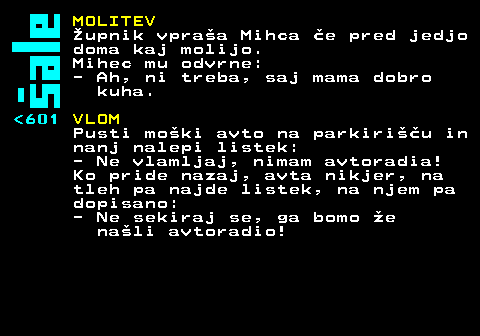 šale
<601
MOLITEV
Župnik vpraša Mihca če pred jedjo
doma kaj molijo.
Mihec mu odvrne:
- Ah, ni treba, saj mama dobro
kuha.
VLOM
Pusti moški avto na parkirišču in
nanj nalepi listek:
- Ne vlamljaj, nimam avtoradia!
Ko pride nazaj, avta nikjer, na
tleh pa najde listek, na njem pa
dopisano:
- Ne sekiraj se, ga bomo že
našli avtoradio!